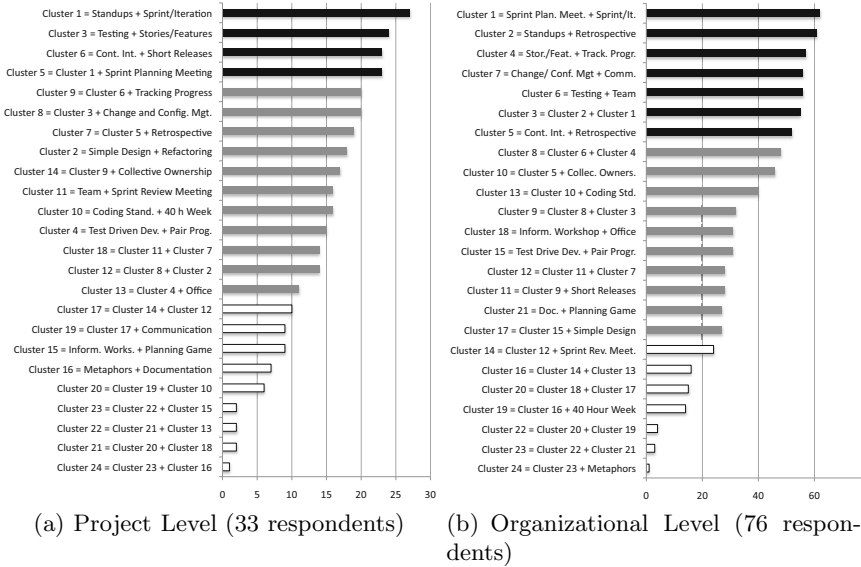 Cluster 1 = Standups + Sprint/Iteration
Cluster 3 = Testing + Stories/Features
Cluster 6 = Cont. Int. + Short Releases
Cluster 5 = Cluster 1 + Sprint Planning Meeting
Cluster 9 = Cluster 6 + Tracking Progress
Cluster 8 = Cluster 3 + Change and Config. Mgt.
Cluster 7 = Cluster 5 + Retrospective
Cluster 2 = Simple Design + Refactoring
Cluster 14 = Cluster 9 + Collective Ownership
Cluster 11 = Team + Sprint Review Meeting
Cluster 10 = Coding Stand. + 40 h Week
Cluster 4 = Test Driven Dev. + Pair Prog.
Cluster 18 = Cluster 11 + Cluster 7
Cluster 12 = Cluster 8 + Cluster 2
Cluster 13 = Cluster 4 + Office
Cluster 17 = Cluster 14 + Cluster 12
Cluster 19 = Cluster 17 + Communication
Cluster 15 = Inform. Works. + Planning Game
Cluster 16 = Metaphors + Documentation
Cluster 20 = Cluster 19 + Cluster 10
Cluster 23 = Cluster 22 + Cluster 15
Cluster 22 = Cluster 21 + Cluster 13
Cluster 21 = Cluster 20 + Cluster 18
Cluster 24 = Cluster 23 + Cluster 16
0 5 10 15 20 25 30
(a) Project Level (33 respondents)
Cluster 1 = Sprint Plan. Meet. + Sprint/It.
Cluster 2 = Standups + Retrospective
Cluster 4 = Stor./Feat. + Track. Progr.
Cluster 7 = Change/ Conf. Mgt + Comm.
Cluster 6 = Testing + Team
Cluster 3 = Cluster 2 + Cluster 1
Cluster 5 = Cont. Int. + Retrospective
Cluster 8 = Cluster 6 + Cluster 4
Cluster 10 = Cluster 5 + Collec. Owners.
Cluster 13 = Cluster 10 + Coding Std.
Cluster 9 = Cluster 8 + Cluster 3
Cluster 18 = Inform. Workshop + Office
Cluster 15 = Test Drive Dev. + Pair Progr.
Cluster 12 = Cluster 11 + Cluster 7
Cluster 11 = Cluster 9 + Short Releases
Cluster 21 = Doc. + Planning Game
Cluster 17 = Cluster 15 + Simple Design
Cluster 14 = Cluster 12 + Sprint Rev. Meet.
Cluster 16 = Cluster 14 + Cluster 13
Cluster 20 = Cluster 18 + Cluster 17
Cluster 19 = Cluster 16 + 40 Hour Week
Cluster 22 = Cluster 20 + Cluster 19
Cluster 23 = Cluster 22 + Cluster 21
Cluster 24 = Cluster 23 + Metaphors
0 20 40 60
(b) Organizational Level (76 respon-
dents)